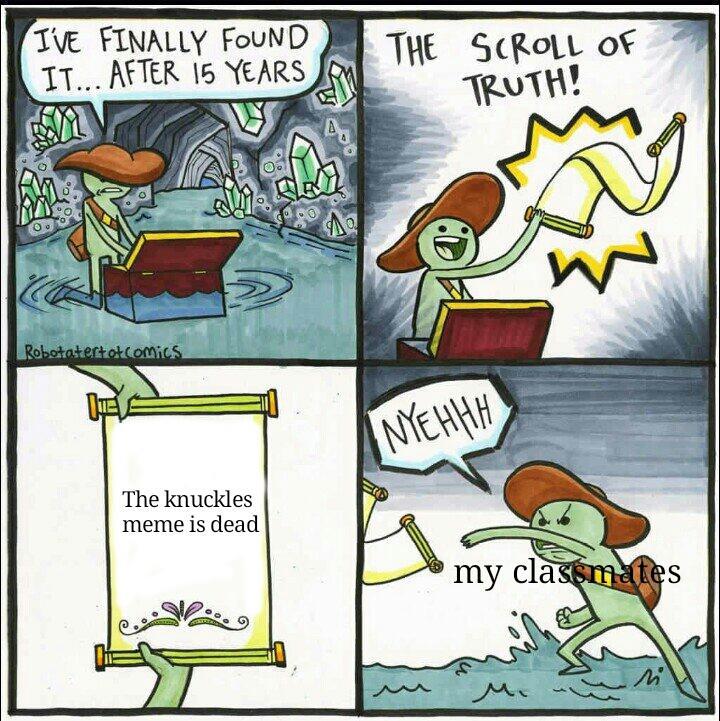 I'VE FINALLY FOUND
IT... AFTER 15 YEARS
Robotatertotcomics
THE SCROLL OF
TRUTH!
The knuckles
meme is dead
NYEHHH
my classmates